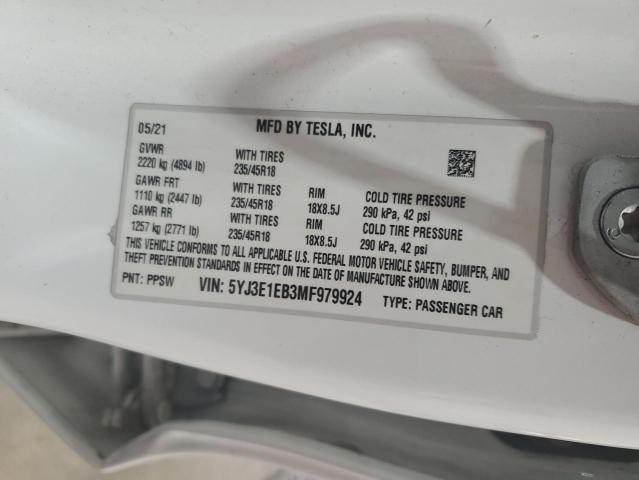 05/21 MFD BY TESLA, INC.
GVWR WITH TIRES
2220 kg (4894 lb) 235/45R18
GAWR FRT WITH TIRES RIM COLD TIRE PRESSURE
1110 kg (2447 lb) 235/45R18 18X8.5J 290 kPa, 42 psi
GAWR RR WITH TIRES RIM COLD TIRE PRESSURE
1257 kg (2771 lb) 235/45R18 18X8.5J 290 kPa, 42 psi
THIS VEHICLE CONFORMS TO ALL APPLICABLE U.S. FEDERAL MOTOR VEHICLE SAFETY, BUMPER, AND
THEFT PREVENTION STANDARDS IN EFFECT ON THE DATE OF MANUFACTURE SHOWN ABOVE.
PNT: PPSW VIN: 5YJ3E1EB3MF979924 TYPE: PASSENGER CAR